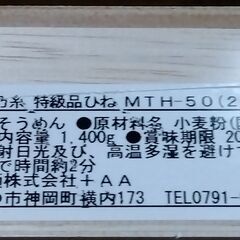 乃糸 特級品ひね MTH-50(2
そうめん ●原材料名 小麦粉(国
内容量 1,400g ●賞味期限 20
射日光及び、高温多湿を避けて
で時間約2分
株式会社 +AA
市神岡町横内173 TEL0791-